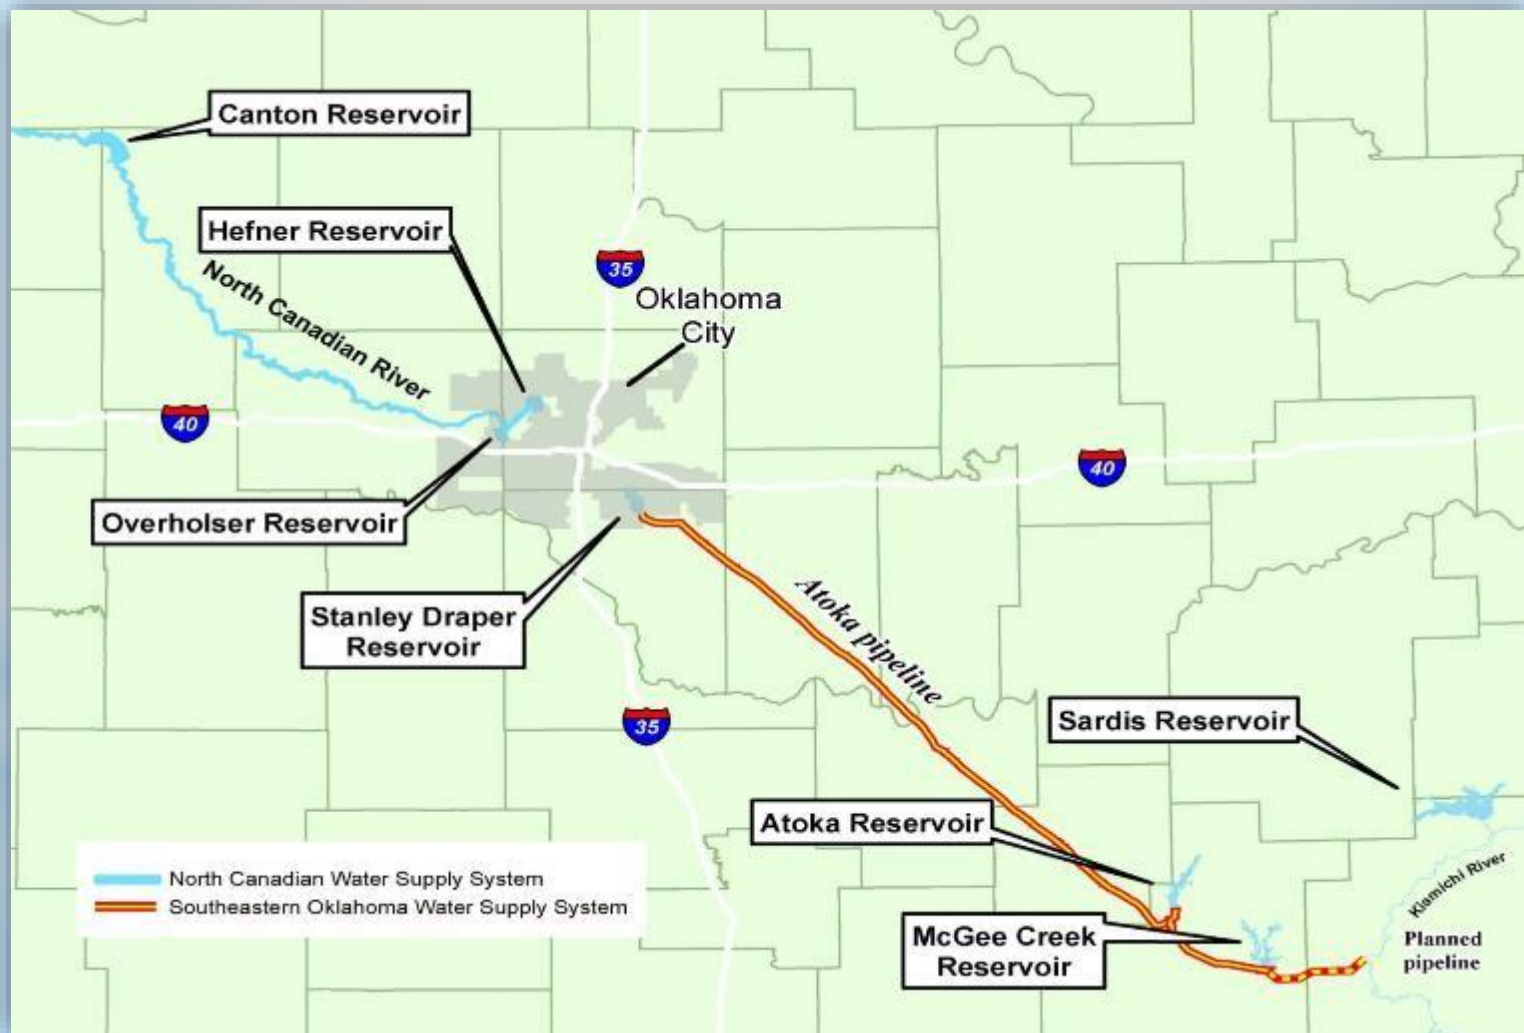 Canton Reservoir
Hefner Reservoir
North Canadian River
35
Oklahoma
City
40
40
Overholser Reservoir
Stanley Draper
Reservoir
Atoka pipeline
35
Sardis Reservoir
Atoka Reservoir
North Canadian Water Supply System
Southeastern Oklahoma Water Supply System
Kiamichi River
McGee Creek
Reservoir
Planned
pipeline